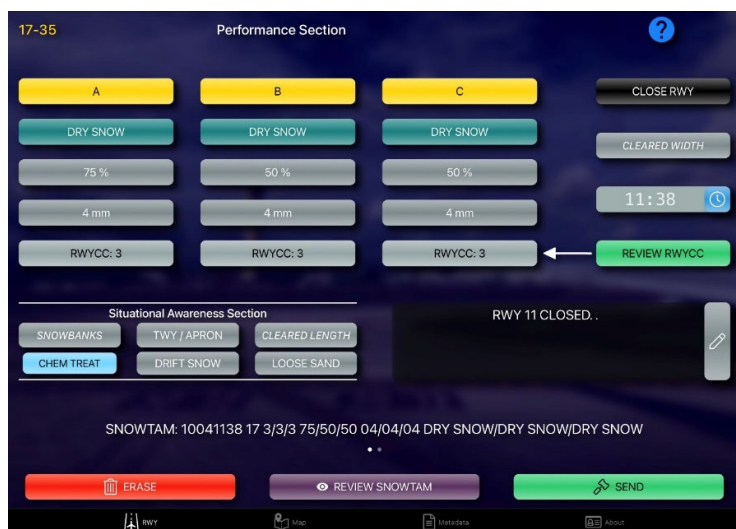 17-35 Performance Section ?
A B C CLOSE RWY
DRY SNOW DRY SNOW DRY SNOW
CLEARED WIDTH
75 % 50 % 50 %
11:38
4 mm 4 mm 4 mm
RWYCC: 3 RWYCC: 3 RWYCC: 3 REVIEW RWYCC
Situational Awareness Section
RWY 11 CLOSED. .
SNOWBANKS TWY / APRON CLEARED LENGTH
CHEM TREAT DRIFT SNOW LOOSE SAND
SNOWTAM: 10041138 17 3/3/3 75/50/50 04/04/04 DRY SNOW/DRY SNOW/DRY SNOW
ERASE REVIEW SNOWTAM SEND
RWY Map Metadata About